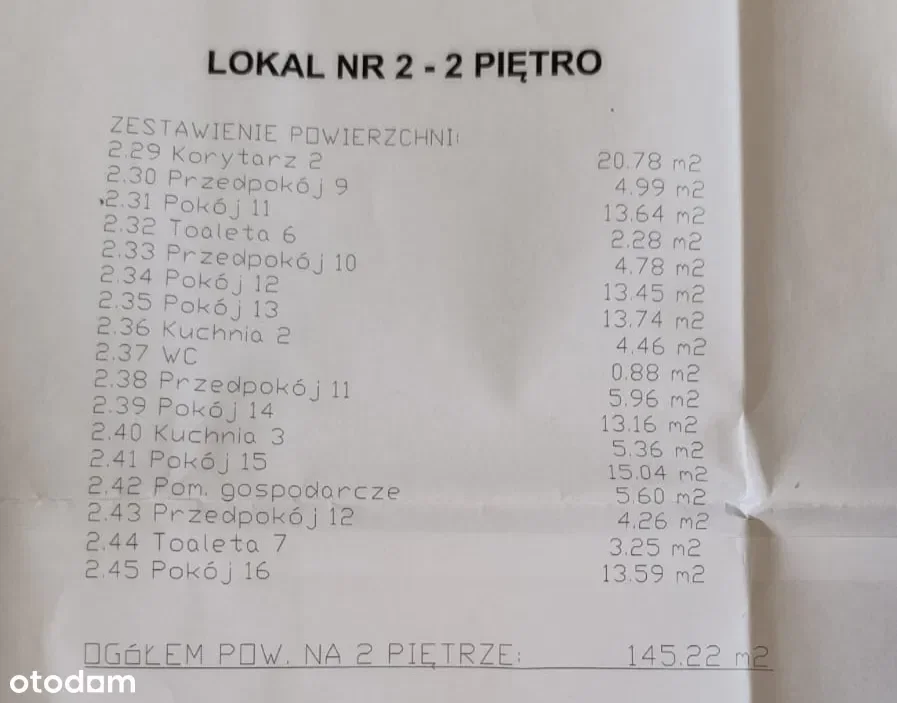 LOKAL NR 2 - 2 PIĘTRO
ZESTAWIENIE POWIERZCHNI:
2.29 Korytarz 2 20.78 m2
2.30 Przedpokój 9 4.99 m2
2.31 Pokój 11 13.64 m2
2.32 Toaleta 6 2.28 m2
2.33 Przedpokój 10 4.78 m2
2.34 Pokój 12 13.45 m2
2.35 Pokój 13 13.74 m2
2.36 Kuchnia 2 4.46 m2
2.37 WC 0.88 m2
2.38 Przedpokój 11 5.96 m2
2.39 Pokój 14 13.16 m2
2.40 Kuchnia 3 5.36 m2
2.41 Pokój 15 15.04 m2
2.42 Pom. gospodarcze 5.60 m2
2.43 Przedpokój 12 4.26 m2
2.44 Toaleta 7 3.25 m2
2.45 Pokój 16 13.59 m2
OGÓŁEM POW. NA 2 PIĘTRZE: 145.22 m2
otodom